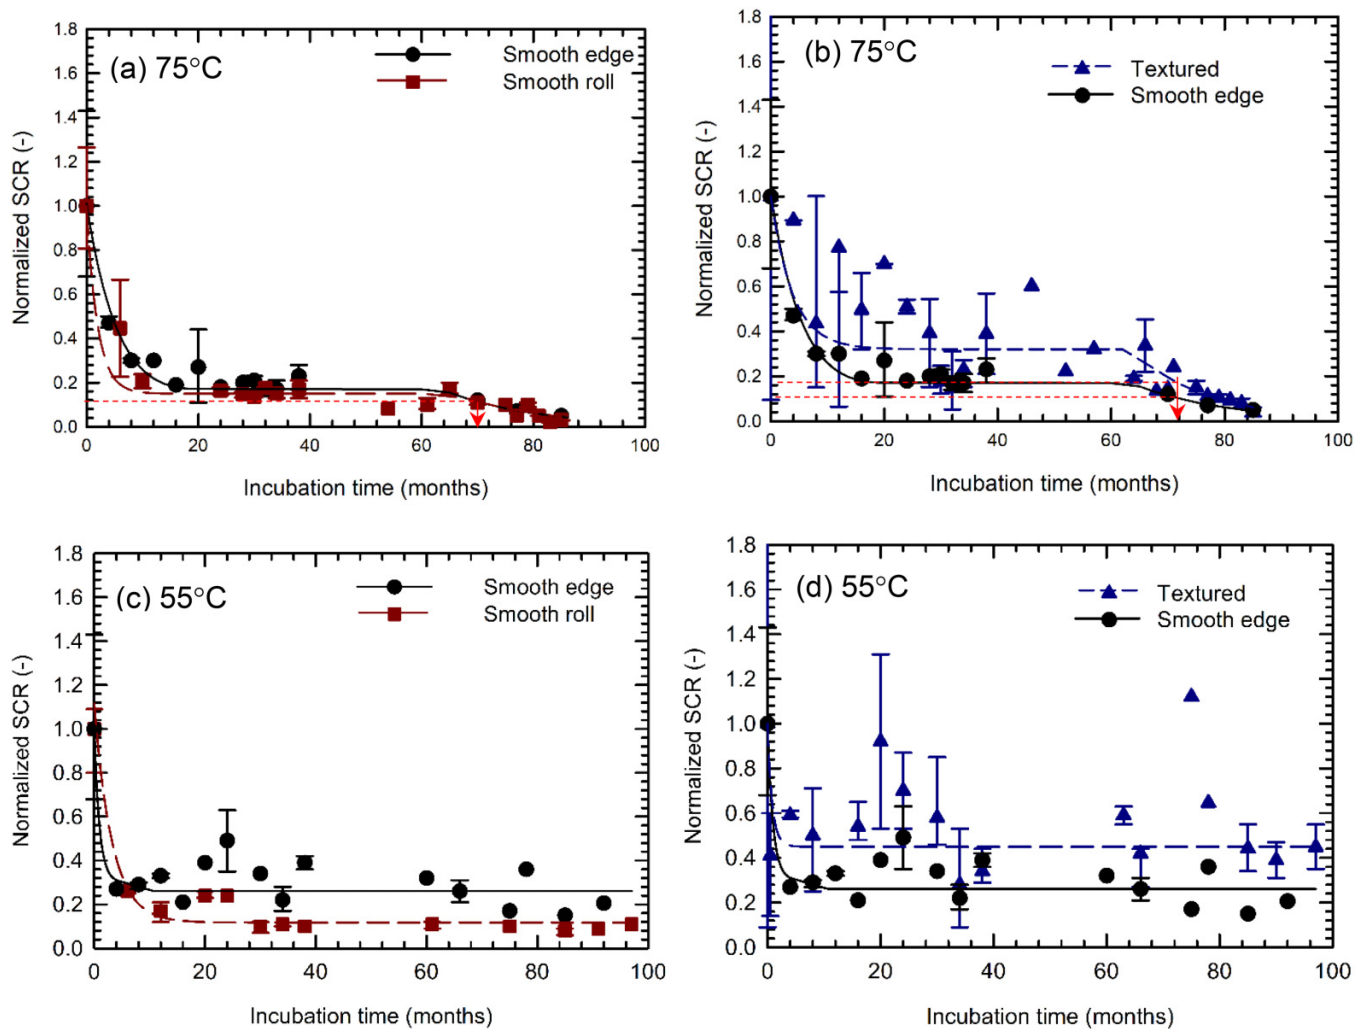 (a) 75°C
Smooth edge
Smooth roll
1.8
1.6
1.4
1.2
1.0
0.8
0.6
0.4
0.2
0.0
0 20 40 60 80 100
Normalized SCR (-)
Incubation time (months)
(b) 75°C
Textured
Smooth edge
1.8
1.6
1.4
1.2
1.0
0.8
0.6
0.4
0.2
0.0
0 20 40 60 80 100
Normalized SCR (-)
Incubation time (months)
(c) 55°C
Smooth edge
Smooth roll
1.8
1.6
1.4
1.2
1.0
0.8
0.6
0.4
0.2
0.0
0 20 40 60 80 100
Normalized SCR (-)
Incubation time (months)
(d) 55°C
Textured
Smooth edge
1.8
1.6
1.4
1.2
1.0
0.8
0.6
0.4
0.2
0.0
0 20 40 60 80 100
Normalized SCR (-)
Incubation time (months)